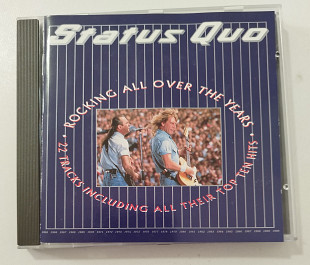 Status Quo
• ROCKING ALL OVER THE YEARS •
22 TRACKS INCLUDING ALL THEIR TOP TEN HITS